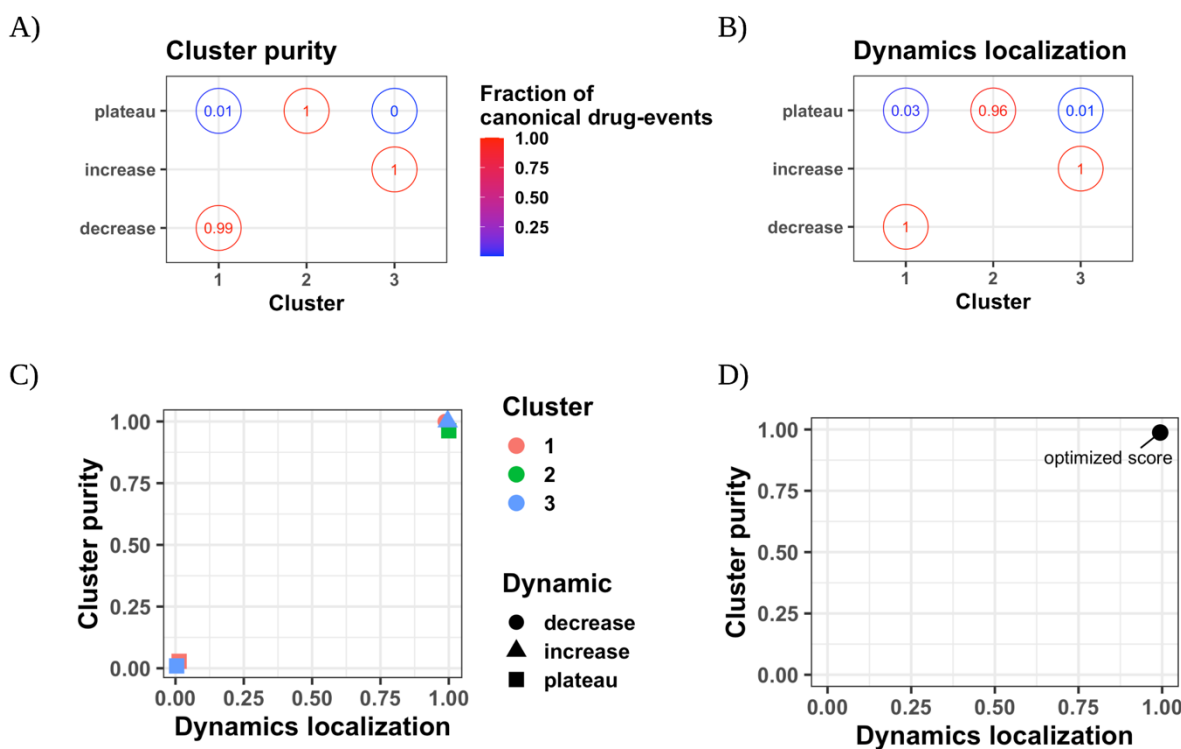 A)
Cluster purity
plateau
increase
decrease
0.01
1
0
1
0.99
1
2
3
Cluster
Fraction of
canonical drug-events
1.00
0.75
0.50
0.25
B)
Dynamics localization
plateau
increase
decrease
0.03
0.96
0.01
1
1
1
2
3
Cluster
C)
Cluster purity
1.00
0.75
0.50
0.25
0.00
0.00
0.25
0.50
0.75
1.00
Dynamics localization
Cluster
1
2
3
Dynamic
decrease
increase
plateau
D)
Cluster purity
1.00
0.75
0.50
0.25
0.00
optimized score
0.00
0.25
0.50
0.75
1.00
Dynamics localization